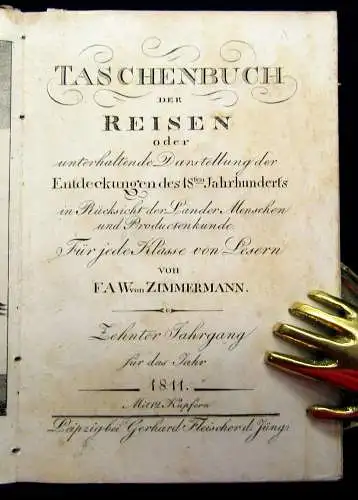 TASCHENBUCH
DER
REISEN
oder
unterhaltende Darstellung der
Entdeckungen des 18ten Jahrhunderts
in Rücksicht der Länder Menschen
und Productenkunde
Für jede Klasse von Lesern
von
F.A.W. von ZIMMERMANN.
Zehnter Jahrgang
für das Jahr
1811.
Mit 12 Kupfern
Leipzig bei Gerhard Fleischer d. Jüng: